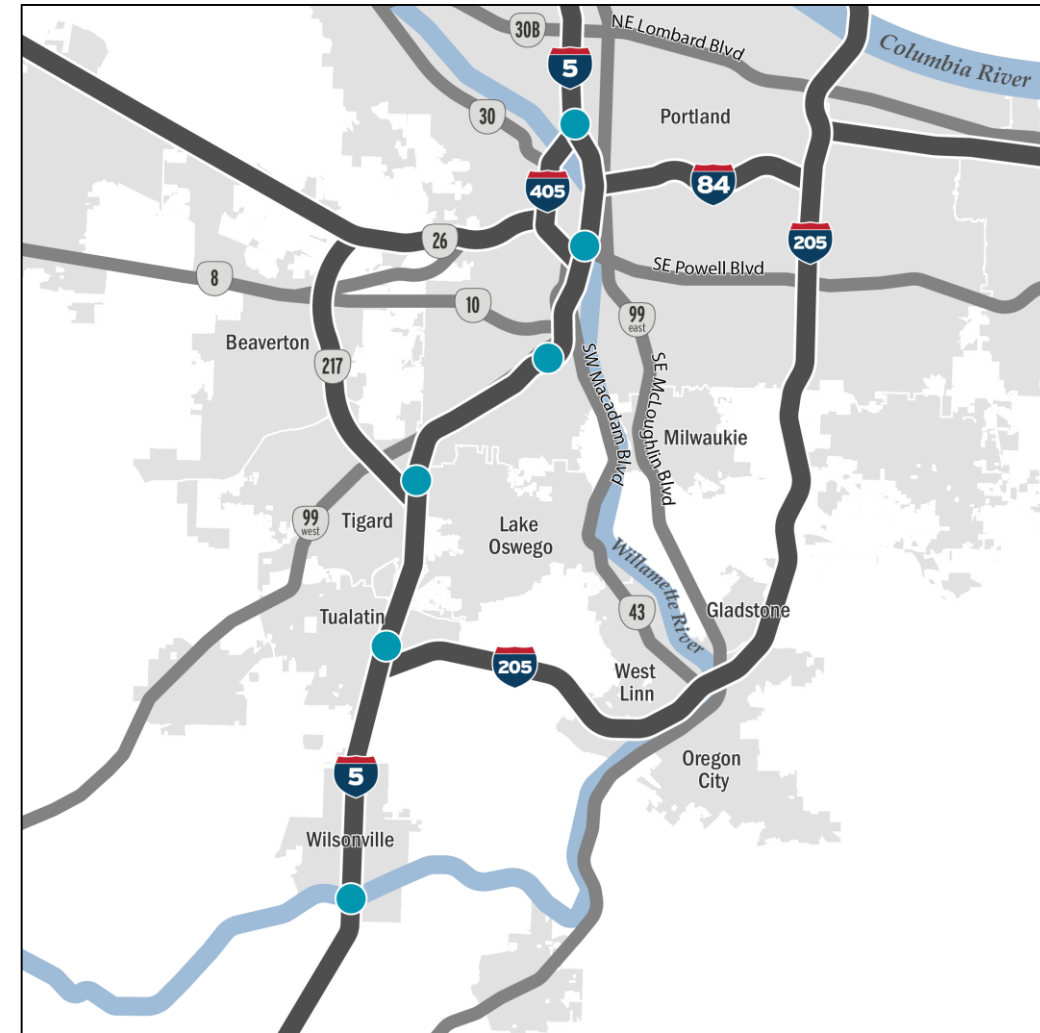 30B
NE Lombard Blvd
5
Columbia River
30
Portland
405
84
26
205
8
SE Powell Blvd
10
99
east
Beaverton
217
SW Macadam Blvd
SE McLoughlin Blvd
Milwaukie
99
west
Tigard
Lake
Oswego
Willamette River
Tualatin
43
Gladstone
205
West
Linn
Oregon
City
5
Wilsonville